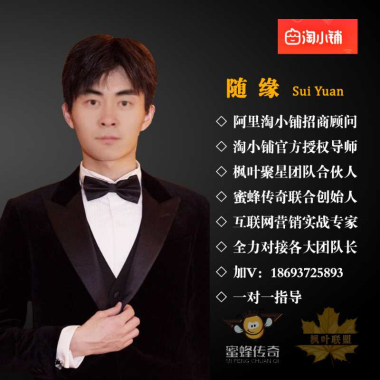 淘小铺
随缘 Sui Yuan
阿里淘小铺招商顾问
淘小铺官方授权导师
枫叶聚星团队合伙人
蜜蜂传奇联合创始人
互联网营销实战专家
全力对接各大团队长
加V：18693725893
一对一指导
蜜蜂传奇
MI FENG CHUAN QI
枫叶联盟